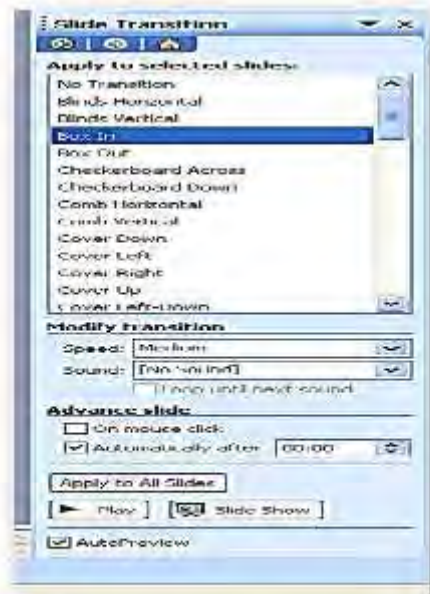 Slide Transition
Apply to selected slides:
No Transition
Blinds Horizontal
Blinds Vertical
Box In
Box Out
Checkerboard Across
Checkerboard Down
Comb Horizontal
Comb Vertical
Cover Down
Cover Left
Cover Right
Cover Up
Cover Left-Down
Modify transition
Speed: Medium
Sound: [No Sound]
Loop until next sound
Advance slide
On mouse click
Automatically after 00:00
Apply to All Slides
Play Slide Show
AutoPreview